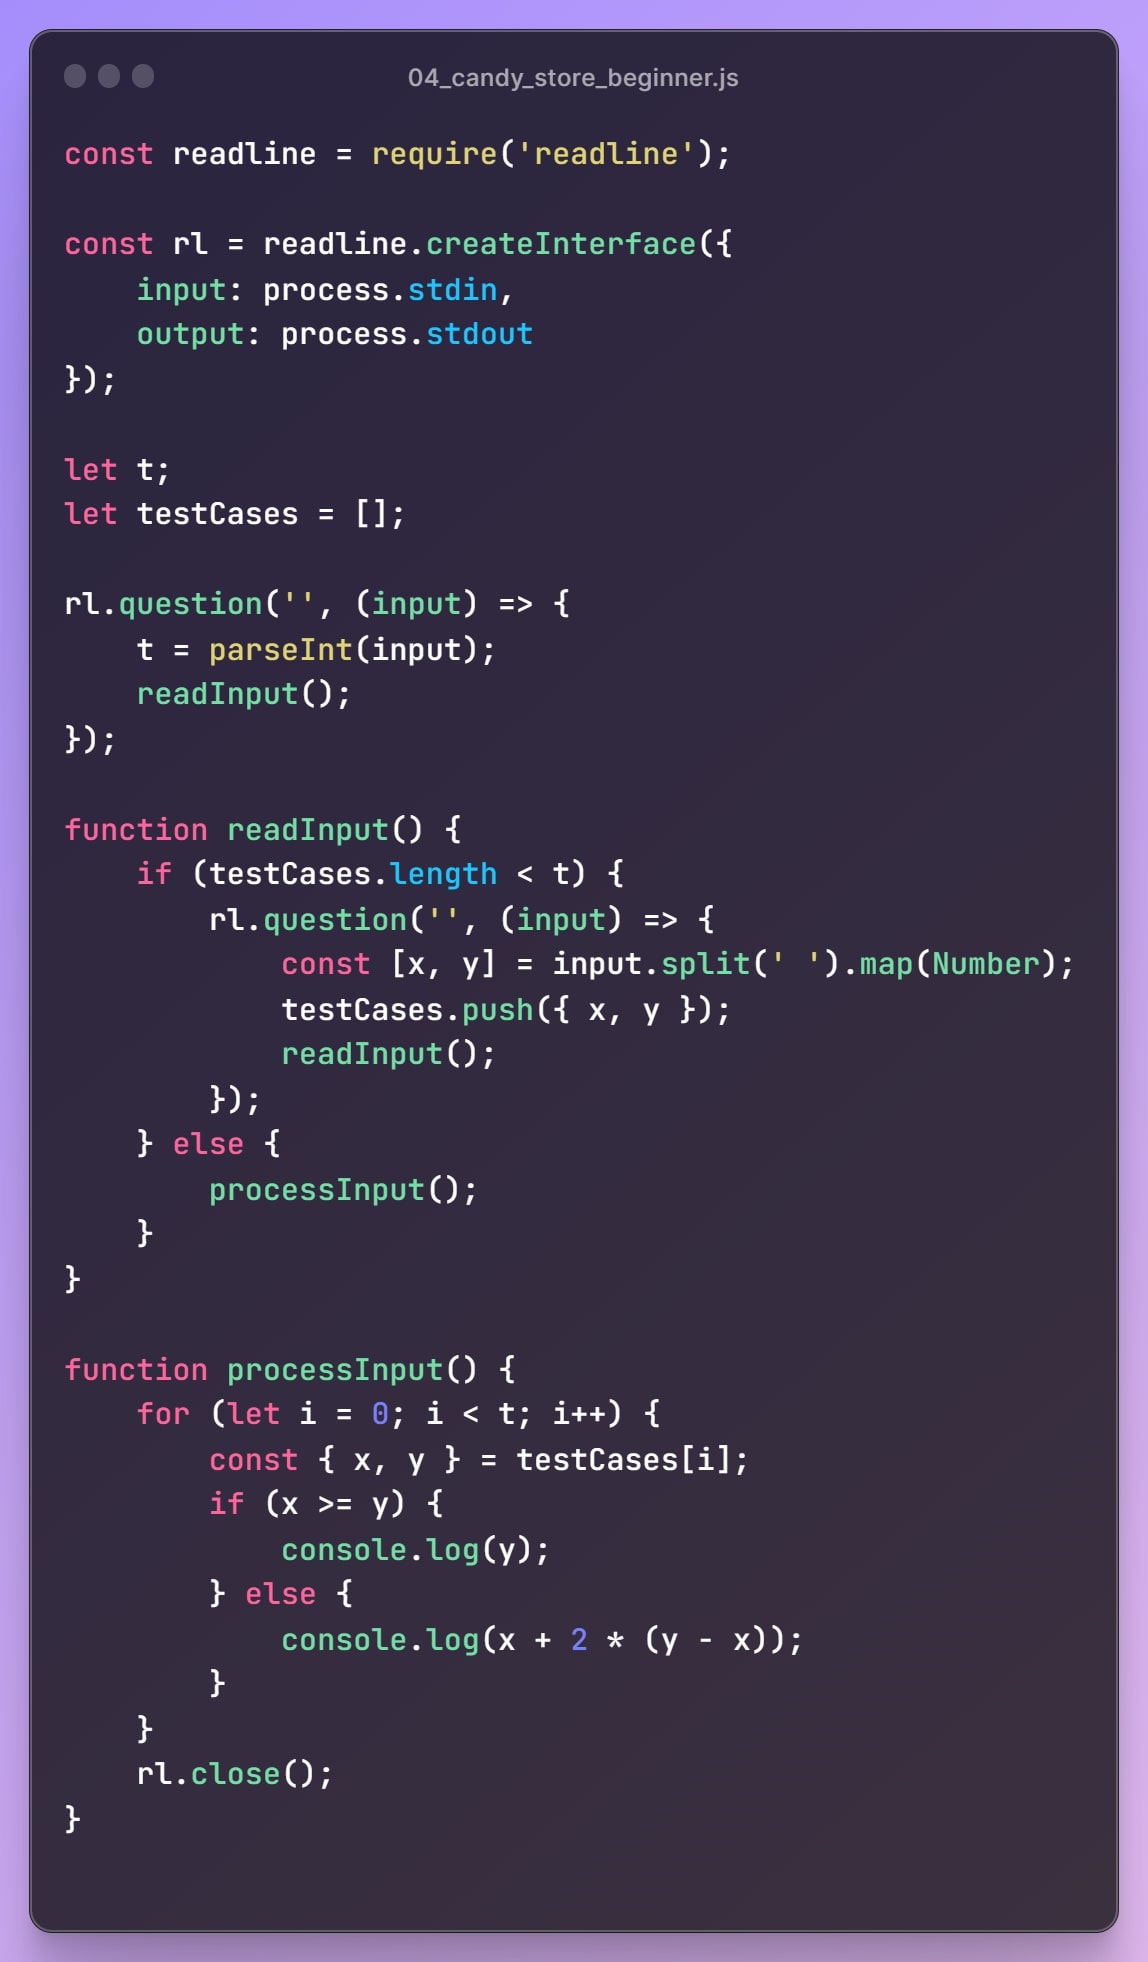 04_candy_store_beginner.js
const readline = require('readline');

const rl = readline.createInterface({
    input: process.stdin,
    output: process.stdout
});

let t;
let testCases = [];

rl.question('', (input) => {
    t = parseInt(input);
    readInput();
});

function readInput() {
    if (testCases.length < t) {
        rl.question('', (input) => {
            const [x, y] = input.split(' ').map(Number);
            testCases.push({ x, y });
            readInput();
        });
    } else {
        processInput();
    }
}

function processInput() {
    for (let i = 0; i < t; i++) {
        const { x, y } = testCases[i];
        if (x >= y) {
            console.log(y);
        } else {
            console.log(x + 2 * (y - x));
        }
    }
    rl.close();
}